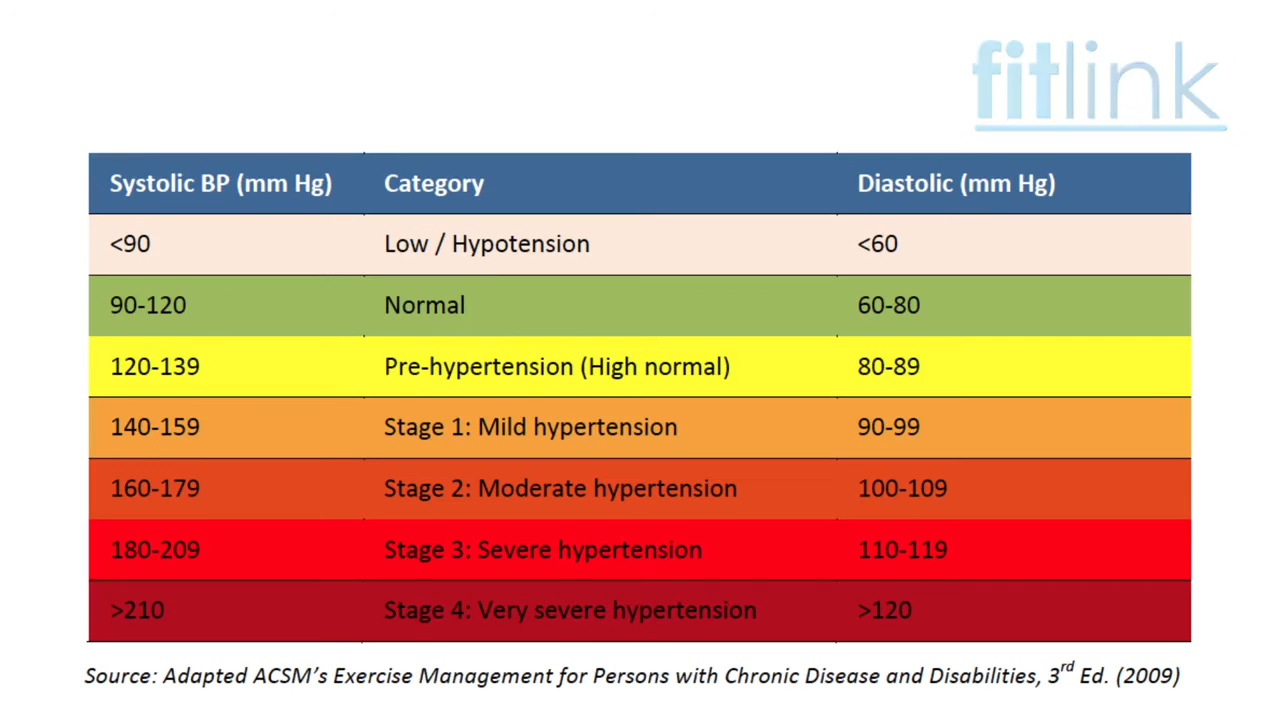 fitlink
Systolic BP (mm Hg) Category Diastolic (mm Hg)
<90 Low / Hypotension <60
90-120 Normal 60-80
120-139 Pre-hypertension (High normal) 80-89
140-159 Stage 1: Mild hypertension 90-99
160-179 Stage 2: Moderate hypertension 100-109
180-209 Stage 3: Severe hypertension 110-119
>210 Stage 4: Very severe hypertension >120
Source: Adapted ACSM’s Exercise Management for Persons with Chronic Disease and Disabilities, 3rd Ed. (2009)